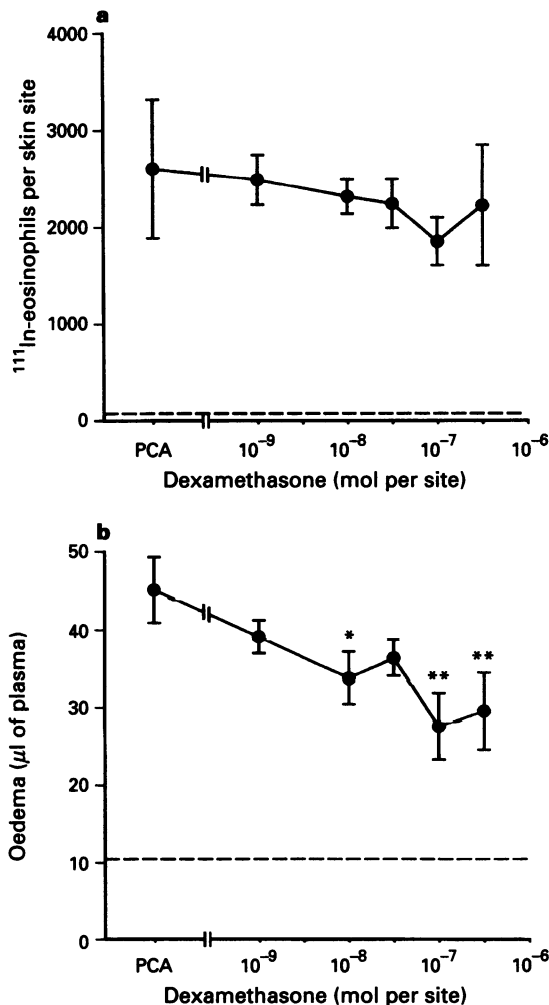 a
4000
3000
2000
1000
0
¹¹¹In-eosinophils per skin site
PCA 10⁻⁹ 10⁻⁸ 10⁻⁷ 10⁻⁶
Dexamethasone (mol per site)
b
50
40
30
20
10
0
Oedema (μl of plasma)
* ** **
PCA 10⁻⁹ 10⁻⁸ 10⁻⁷ 10⁻⁶
Dexamethasone (mol per site)